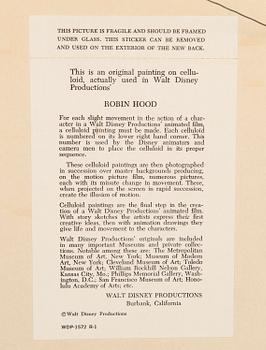 THIS PICTURE IS FRAGILE AND SHOULD BE FRAMED
UNDER GLASS. THIS STICKER CAN BE REMOVED
AND USED ON THE EXTERIOR OF THE NEW BACK.
This is an original painting on cellu-
loid, actually used in Walt Disney
Productions'
ROBIN HOOD
For each slight movement in the action of a char-
acter in a Walt Disney Productions' animated film,
a celluloid painting must be made. Each celluloid
is numbered on its lower right hand corner. This
number is used by the Disney animators and
camera men to place the celluloid in its proper
sequence.
These celluloid paintings are then photographed
in succession over master backgrounds producing,
on the motion picture film, numerous pictures,
each with its minute change in movement. These,
when projected on the screen in rapid succession,
create the illusion of motion.
Celluloid paintings are the final step in the crea-
tion of a Walt Disney Productions' animated film.
With story sketches the artists express their first
creative ideas, then with animation drawings they
give life and movement to the characters.
Walt Disney Productions' originals are included
in many important Museums and private collec-
tions. Notable among these are: The Metropolitan
Art Museum, New York; Museum of Modern
Art, New York; Cleveland Museum of Art; Toledo
Museum of Art; William Rockhill Nelson Gallery,
Kansas City, Mo.; Phillips Memorial Gallery, Wash-
ington, D.C.; San Francisco Museum of Art; Hono-
lulu Academy of Arts; etc.
WALT DISNEY PRODUCTIONS
Burbank, California
© Walt Disney Productions
WDP-1572 R-1